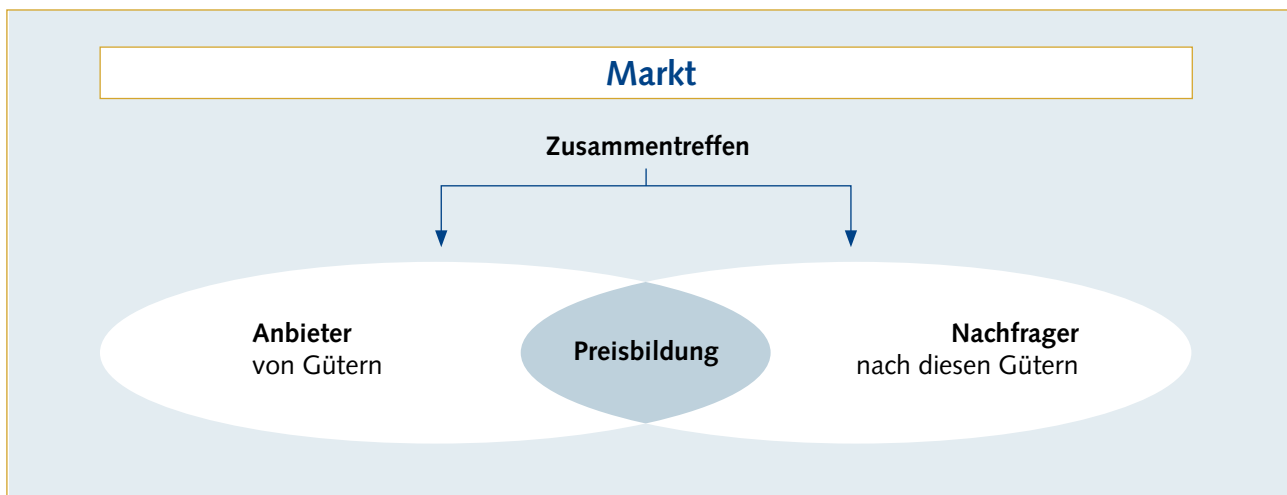 Markt
Zusammentreffen
Anbieter
von Gütern
Preisbildung
Nachfrager
nach diesen Gütern